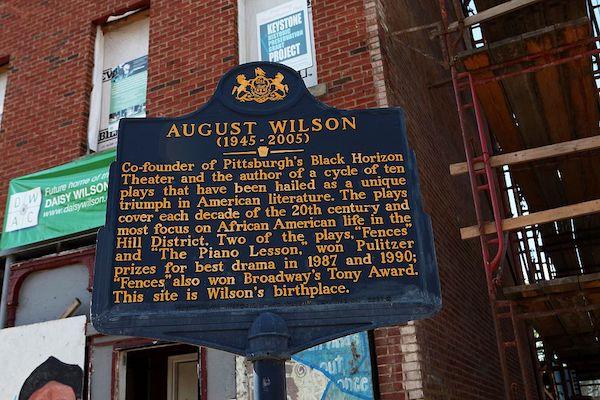 KEYSTONE
HISTORIC
PRESERVATION
PROJECT
AUGUST WILSON
(1945-2005)
Co-founder of Pittsburgh's Black Horizon
Theater and the author of a cycle of ten
plays that have been hailed as a unique
triumph in American literature. The plays
cover each decade of the 20th century and
most focus on African American life in the
Hill District. Two of the plays, "Fences"
and "The Piano Lesson," won Pulitzer
prizes for best drama in 1987 and 1990;
"Fences" also won Broadway's Tony Award.
This site is Wilson's birthplace.
Future home of
DAISY WILSON
www.daisywilson.
D W
A C